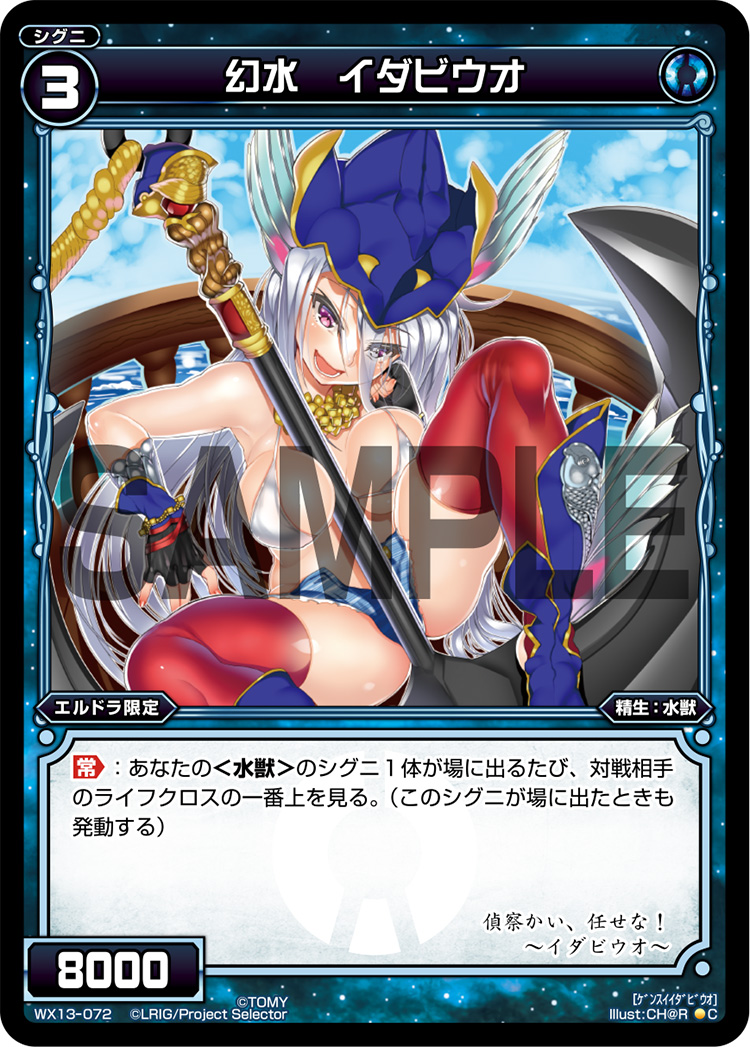 シグニ
3
幻水　イダビウオ
SAMPLE
エルドラ限定
精生：水獣
常：あなたの＜水獣＞のシグニ１体が場に出るたび、対戦相手
のライフクロスの一番上を見る。（このシグニが場に出たときも
発動する）
偵察かい、任せな！
～イダビウオ～
8000
WX13-072 ©LRIG/Project Selector
©TOMY
[ｹﾞﾝｽｲｲﾀﾞﾋﾞｳｵ]
Illust:CH@R C